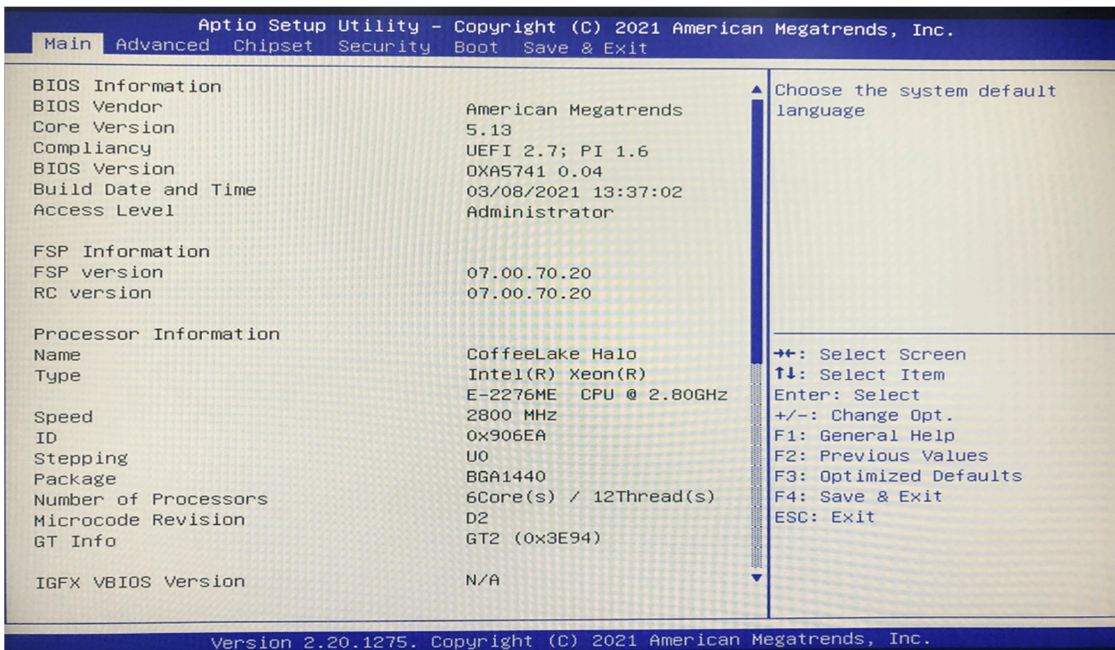 Aptio Setup Utility – Copyright (C) 2021 American Megatrends, Inc.
Main Advanced Chipset Security Boot Save & Exit
BIOS Information
BIOS Vendor American Megatrends
Core Version 5.13
Compliancy UEFI 2.7; PI 1.6
BIOS Version OXA5741 0.04
Build Date and Time 03/08/2021 13:37:02
Access Level Administrator
FSP Information
FSP version 07.00.70.20
RC version 07.00.70.20
Processor Information
Name CoffeeLake Halo
Type Intel(R) Xeon(R)
E-2276ME CPU @ 2.80GHz
Speed 2800 MHz
ID 0x906EA
Stepping U0
Package BGA1440
Number of Processors 6Core(s) / 12Thread(s)
Microcode Revision D2
GT Info GT2 (0x3E94)
IGFX VBIOS Version N/A
Choose the system default
language
→←: Select Screen
↑↓: Select Item
Enter: Select
+/-: Change Opt.
F1: General Help
F2: Previous Values
F3: Optimized Defaults
F4: Save & Exit
ESC: Exit
Version 2.20.1275. Copyright (C) 2021 American Megatrends, Inc.